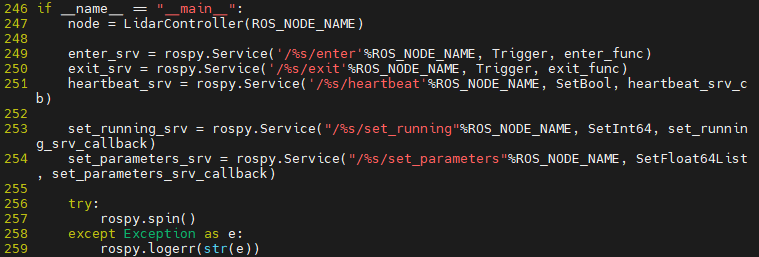 246 if __name__ == "__main__":
247     node = LidarController(ROS_NODE_NAME)
248
249     enter_srv = rospy.Service('/%s/enter'%ROS_NODE_NAME, Trigger, enter_func)
250     exit_srv = rospy.Service('/%s/exit'%ROS_NODE_NAME, Trigger, exit_func)
251     heartbeat_srv = rospy.Service('/%s/heartbeat'%ROS_NODE_NAME, SetBool, heartbeat_srv_c
b)
252
253     set_running_srv = rospy.Service("/%s/set_running"%ROS_NODE_NAME, SetInt64, set_runnin
g_srv_callback)
254     set_parameters_srv = rospy.Service("/%s/set_parameters"%ROS_NODE_NAME, SetFloat64List
, set_parameters_srv_callback)
255
256     try:
257         rospy.spin()
258     except Exception as e:
259         rospy.logerr(str(e))